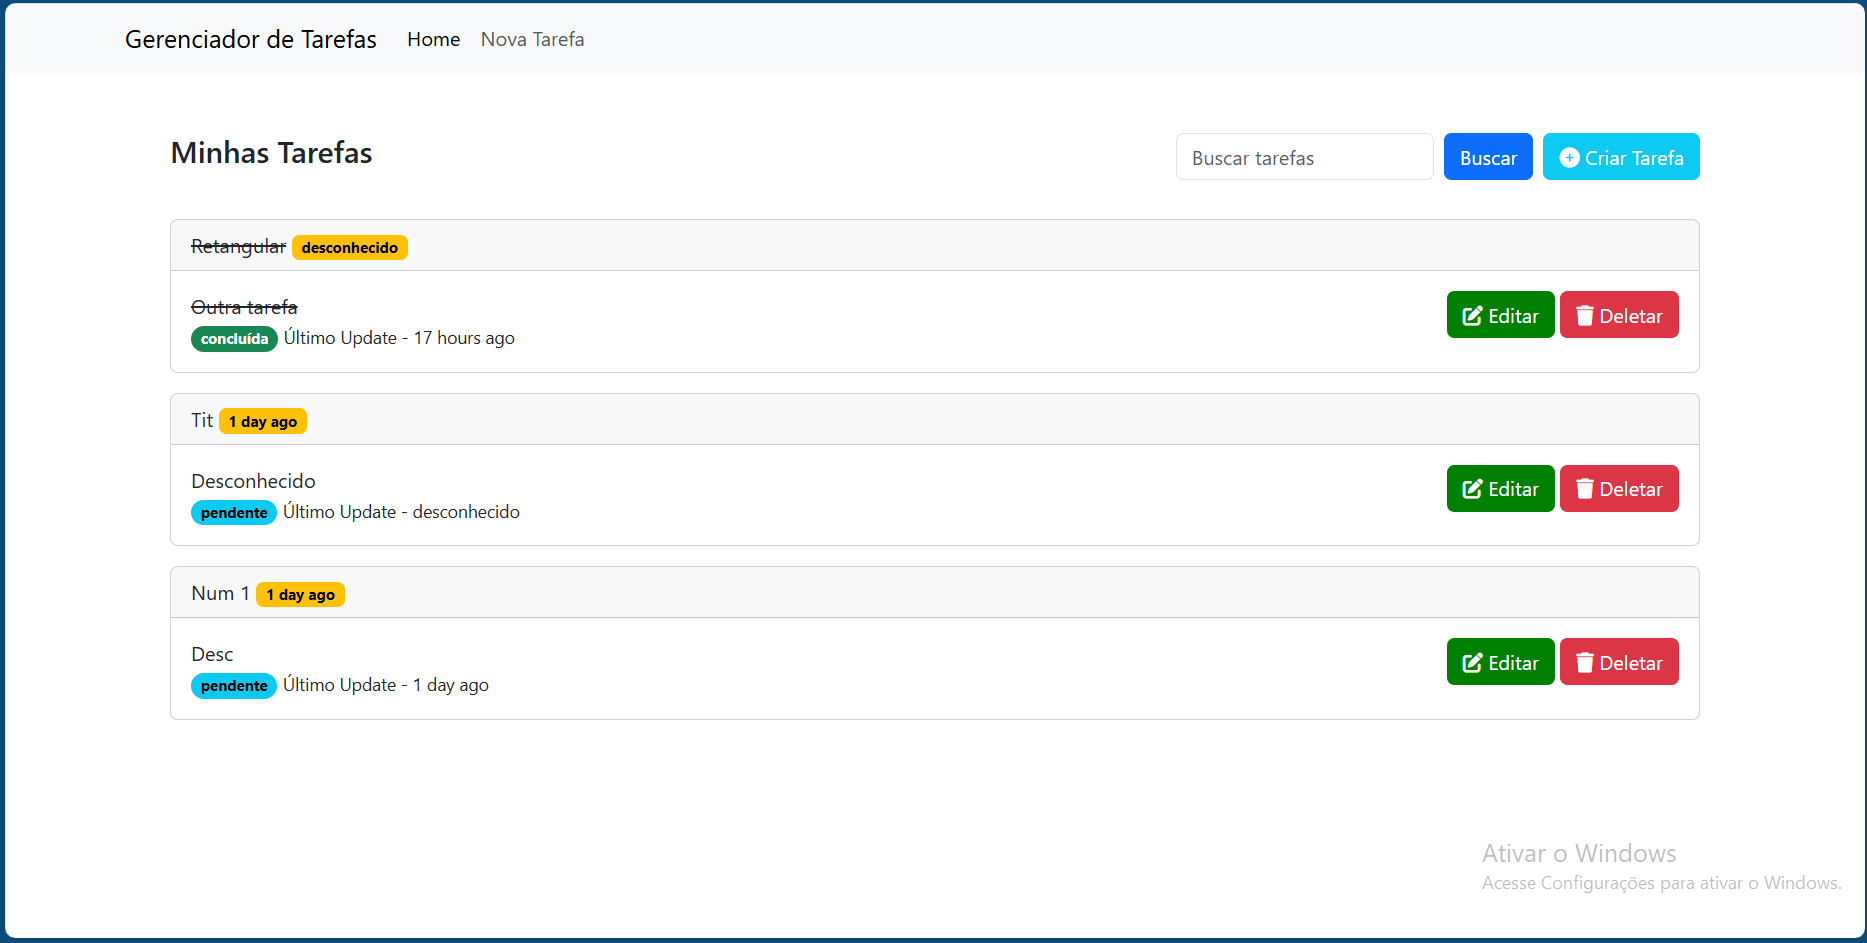 Gerenciador de Tarefas Home Nova Tarefa
Minhas Tarefas Buscar tarefas Buscar Criar Tarefa
Retangular desconhecido
Outra tarefa Editar Deletar
concluída Último Update - 17 hours ago
Tit 1 day ago
Desconhecido Editar Deletar
pendente Último Update - desconhecido
Num 1 1 day ago
Desc Editar Deletar
pendente Último Update - 1 day ago
Ativar o Windows
Acesse Configurações para ativar o Windows.